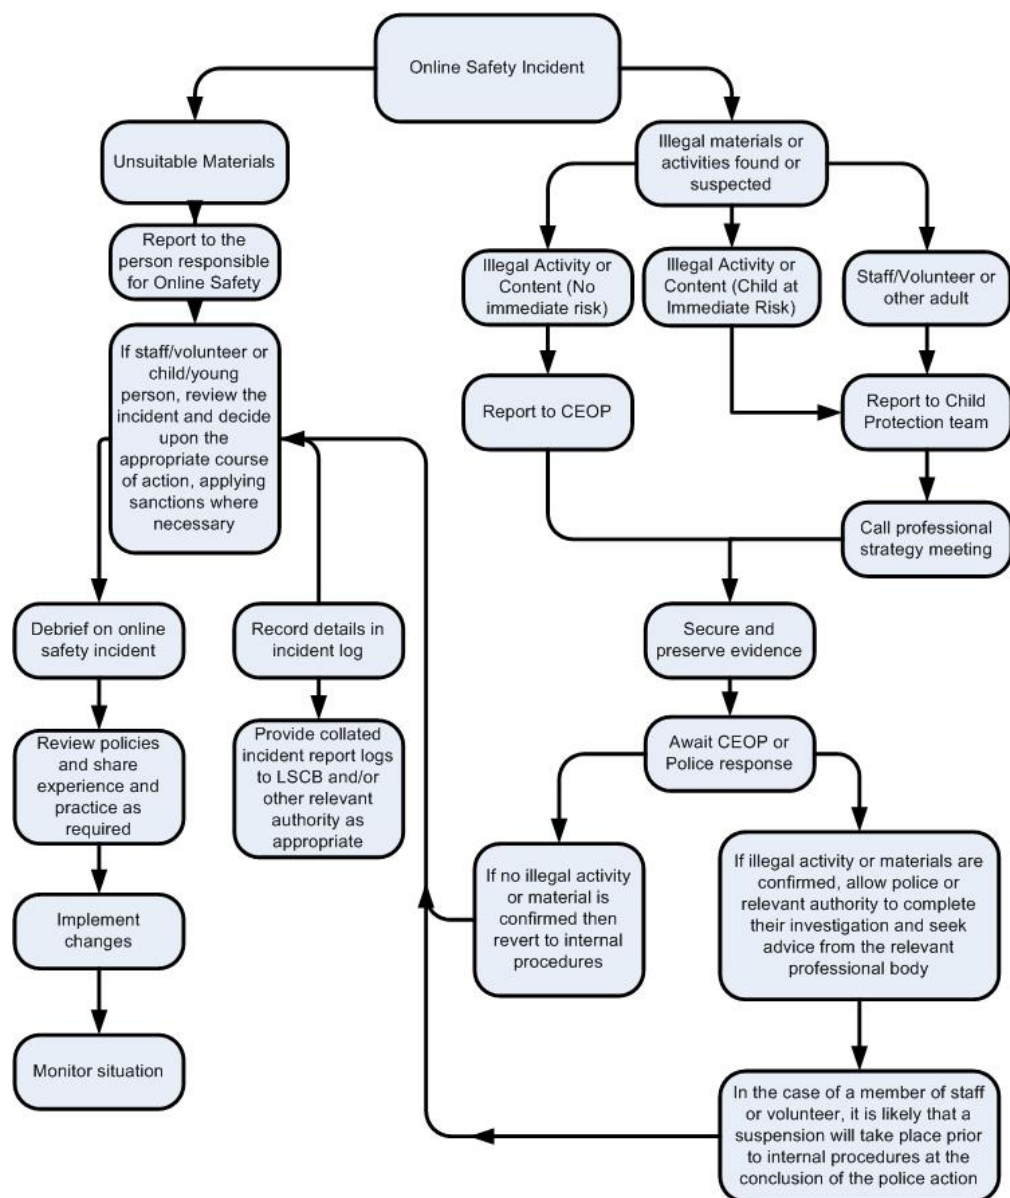 Online Safety Incident
Unsuitable Materials
Report to the
person responsible
for Online Safety
If staff/volunteer or
child/young
person, review the
incident and decide
upon the
appropriate course
of action, applying
sanctions where
necessary
Debrief on online
safety incident
Review policies
and share
experience and
practice as
required
Implement
changes
Monitor situation
Record details in
incident log
Provide collated
incident report logs
to LSCB and/or
other relevant
authority as
appropriate
Illegal materials or
activities found or
suspected
Illegal Activity or
Content (No
immediate risk)
Illegal Activity or
Content (Child at
Immediate Risk)
Staff/Volunteer or
other adult
Report to CEOP
Report to Child
Protection team
Call professional
strategy meeting
Secure and
preserve evidence
Await CEOP or
Police response
If no illegal activity
or material is
confirmed then
revert to internal
procedures
If illegal activity or materials are
confirmed, allow police or
relevant authority to complete
their investigation and seek
advice from the relevant
professional body
In the case of a member of staff
or volunteer, it is likely that a
suspension will take place prior
to internal procedures at the
conclusion of the police action